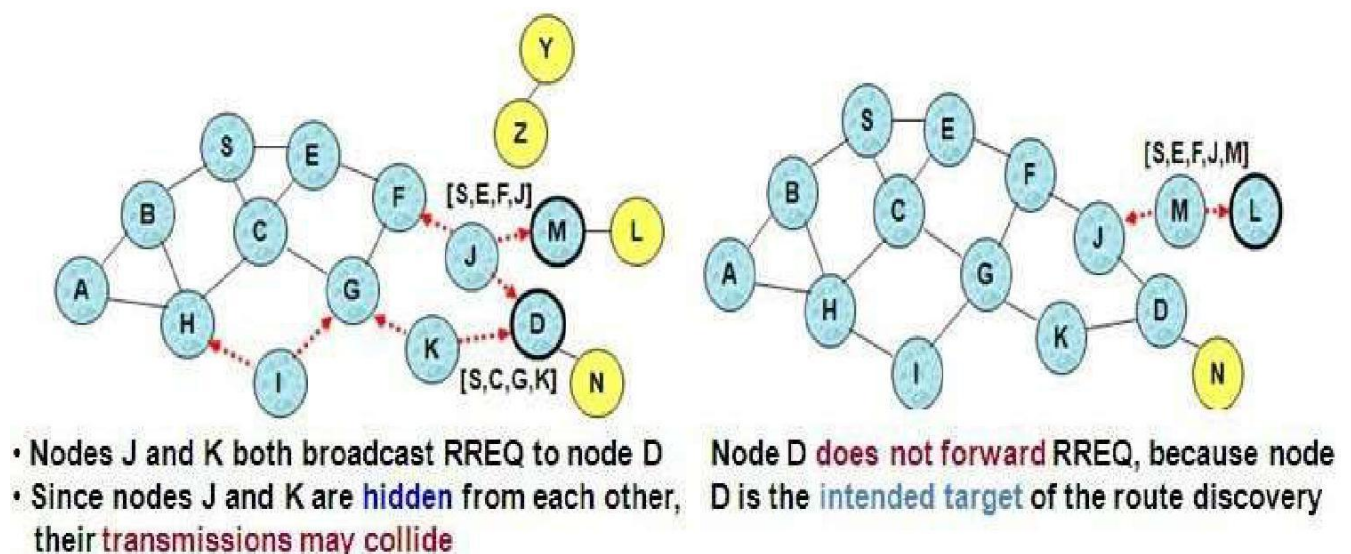 Y
Z
S
E
F
[S,E,F,J]
B
C
M
L
J
A
G
H
D
K
I
[S,C,G,K]
N
• Nodes J and K both broadcast RREQ to node D
• Since nodes J and K are hidden from each other,
their transmissions may collide
S
E
[S,E,F,J,M]
F
B
C
M
L
J
A
G
H
D
K
I
N
Node D does not forward RREQ, because node
D is the intended target of the route discovery